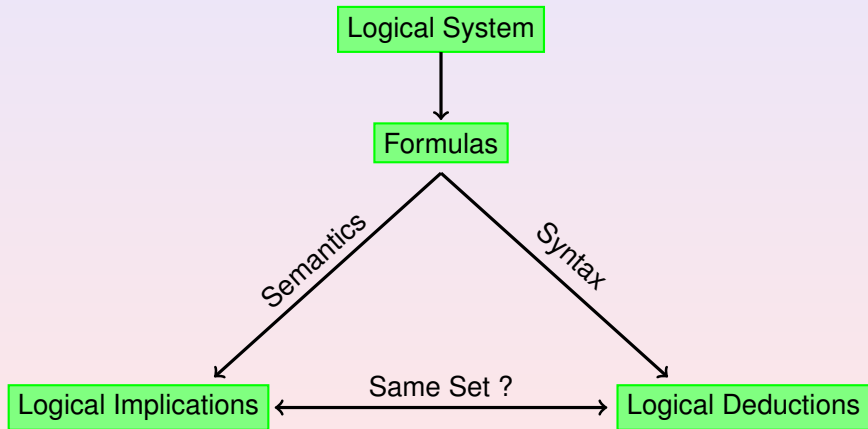 Logical System
Formulas
Semantics
Syntax
Same Set ?
Logical Implications
Logical Deductions